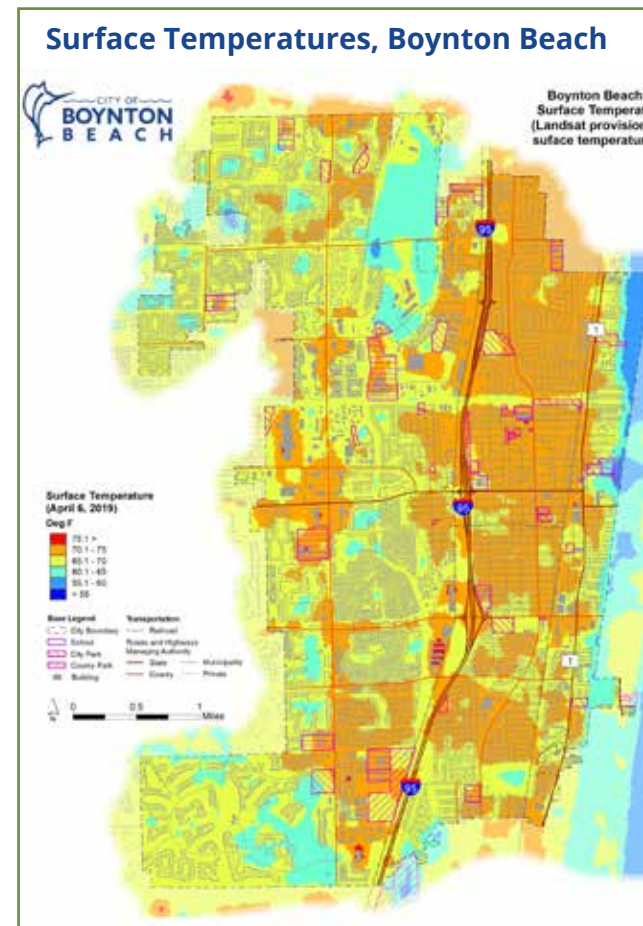 Surface Temperatures, Boynton Beach
CITY OF
BOYNTON
BEACH
Boynton Beach
Surface Temperat
(Landsat provision
suface temperatur
95
1
95
1
95
Surface Temperature
(April 6, 2019)
Deg F
75.1 >
70.1 - 75
65.1 - 70
60.1 - 65
55.1 - 60
< 55
Base Legend
City Boundary
School
City Park
County Park
Building
Transportation
Railroad
Roads and Highways
Managing Authority
State
Municipality
County
Private
N
0 0.5 1
Miles